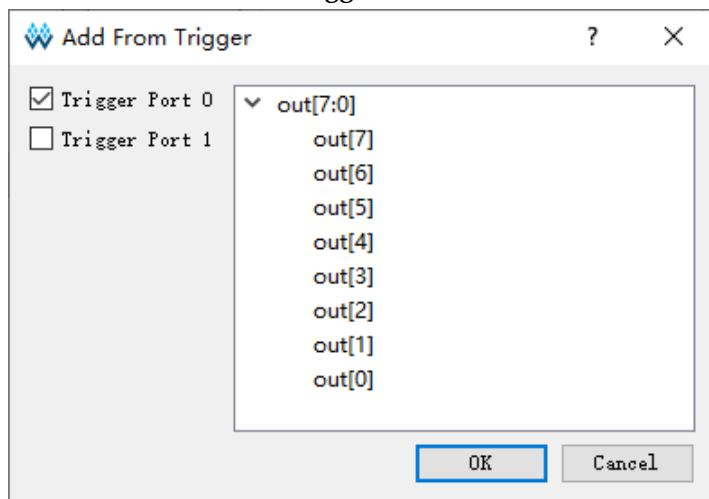 Add From Trigger
? ×
Trigger Port 0
Trigger Port 1
out[7:0]
out[7]
out[6]
out[5]
out[4]
out[3]
out[2]
out[1]
out[0]
OK Cancel